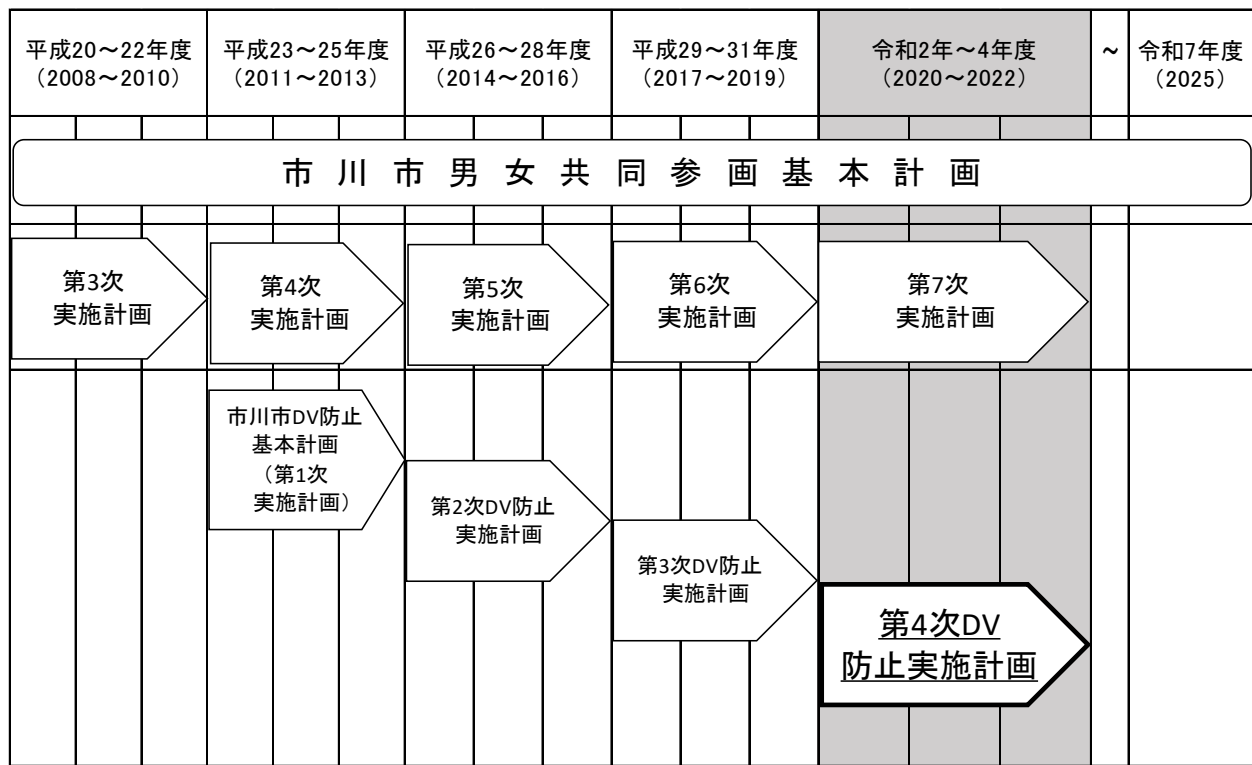 平成20～22年度
（2008～2010）
平成23～25年度
（2011～2013）
平成26～28年度
（2014～2016）
平成29～31年度
（2017～2019）
令和2年～4年度
（2020～2022）
～
令和7年度
（2025）
市川市男女共同参画基本計画
第3次
実施計画
第4次
実施計画
第5次
実施計画
第6次
実施計画
第7次
実施計画
市川市DV防止
基本計画
（第1次
実施計画）
第2次DV防止
実施計画
第3次DV防止
実施計画
第4次DV
防止実施計画